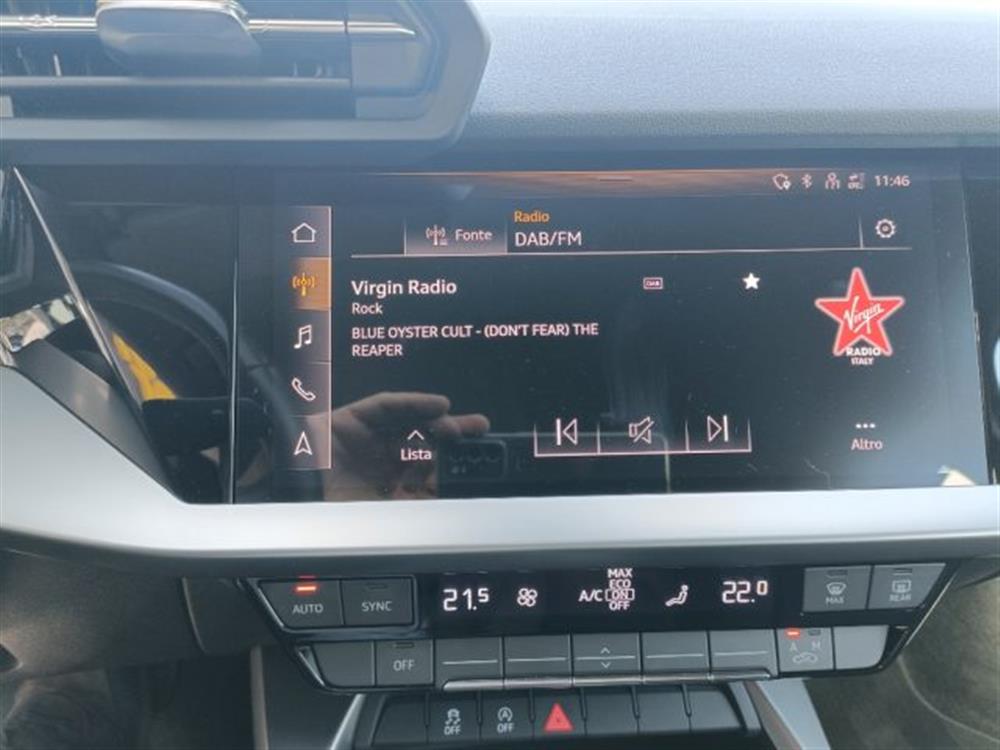 11:46
Radio
Fonte
DAB/FM
Virgin Radio
DAB
Rock
BLUE OYSTER CULT - (DON'T FEAR) THE
REAPER
Virgin
RADIO
ITALY
Lista
Altro
AUTO
SYNC
21.5
A/C
MAX
ECO
ON
OFF
22.0
MAX
REAR
OFF
A
M
OFF
OFF